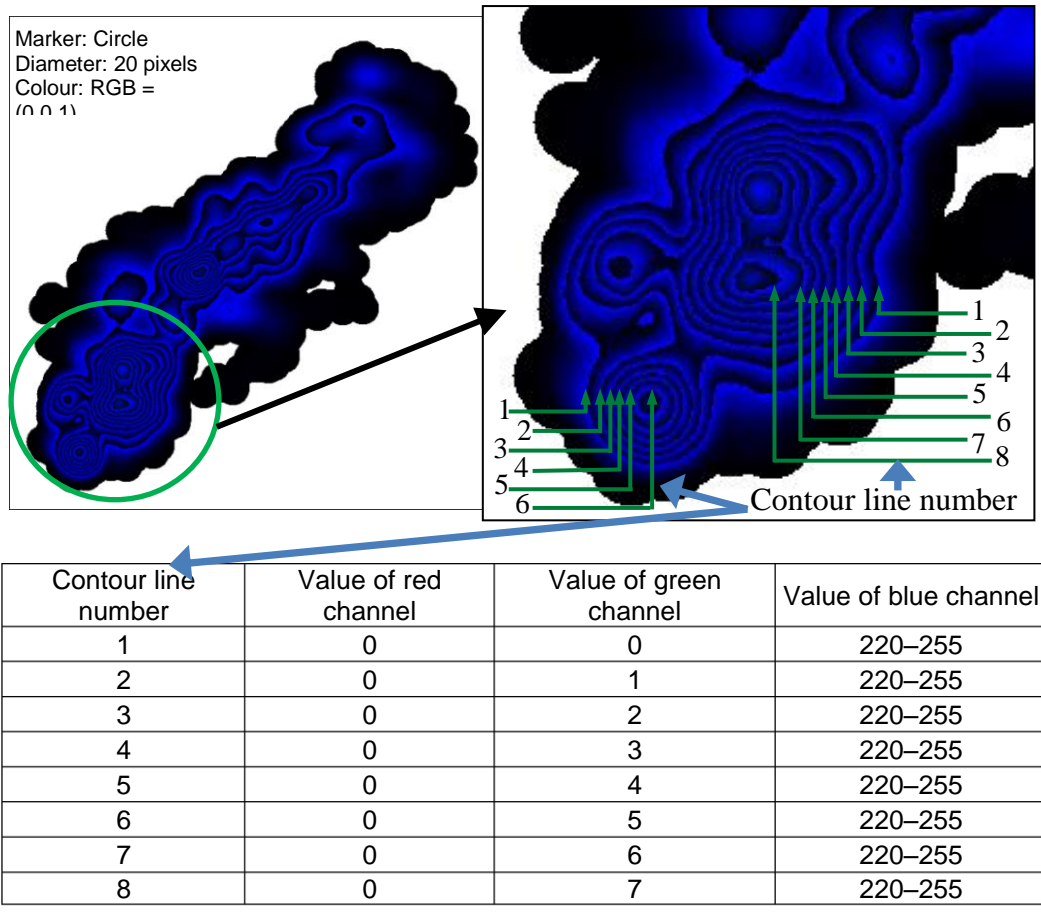 Marker: Circle
Diameter: 20 pixels
Colour: RGB =
(0,0,1)
1
2
3
4
5
6
7
8
1
2
3
4
5
6
Contour line number
Contour line number Value of red channel Value of green channel Value of blue channel
1 0 0 220–255
2 0 1 220–255
3 0 2 220–255
4 0 3 220–255
5 0 4 220–255
6 0 5 220–255
7 0 6 220–255
8 0 7 220–255